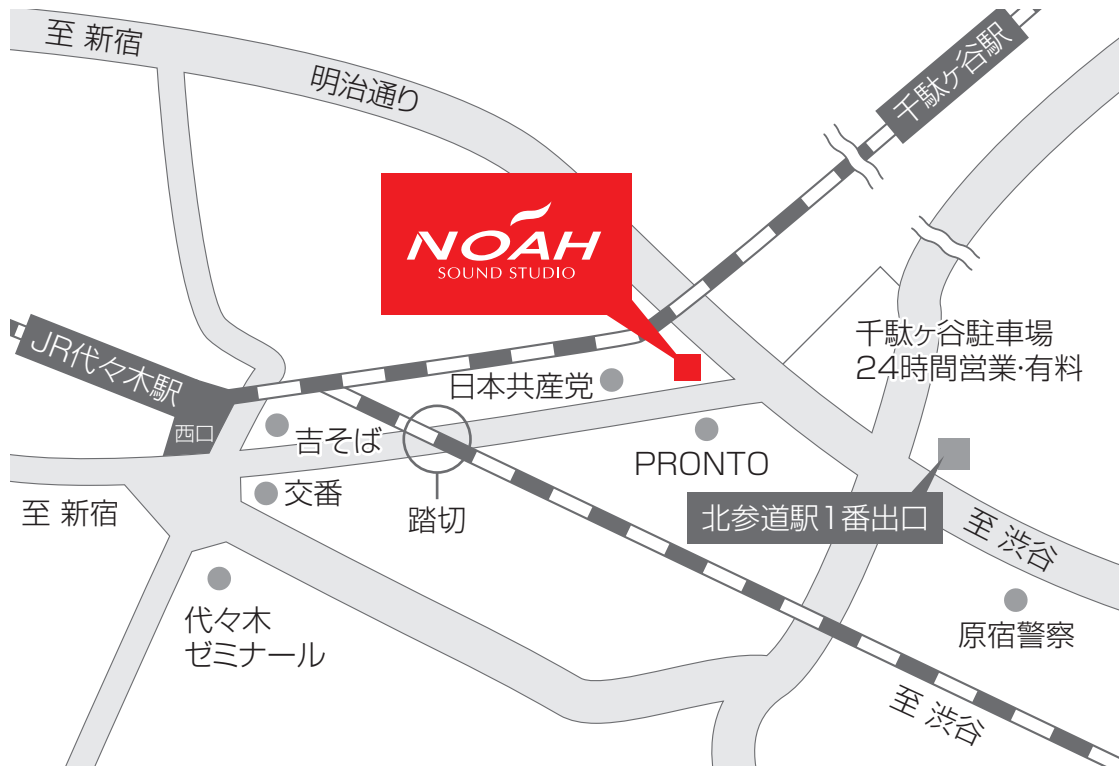 至 新宿
明治通り
千駄ヶ谷駅
NOAH
SOUND STUDIO
千駄ヶ谷駐車場
24時間営業・有料
JR代々木駅
西口
日本共産党
吉そば
PRONTO
交番
踏切
至 新宿
北参道駅1番出口
至 渋谷
代々木
ゼミナール
原宿警察
至 渋谷